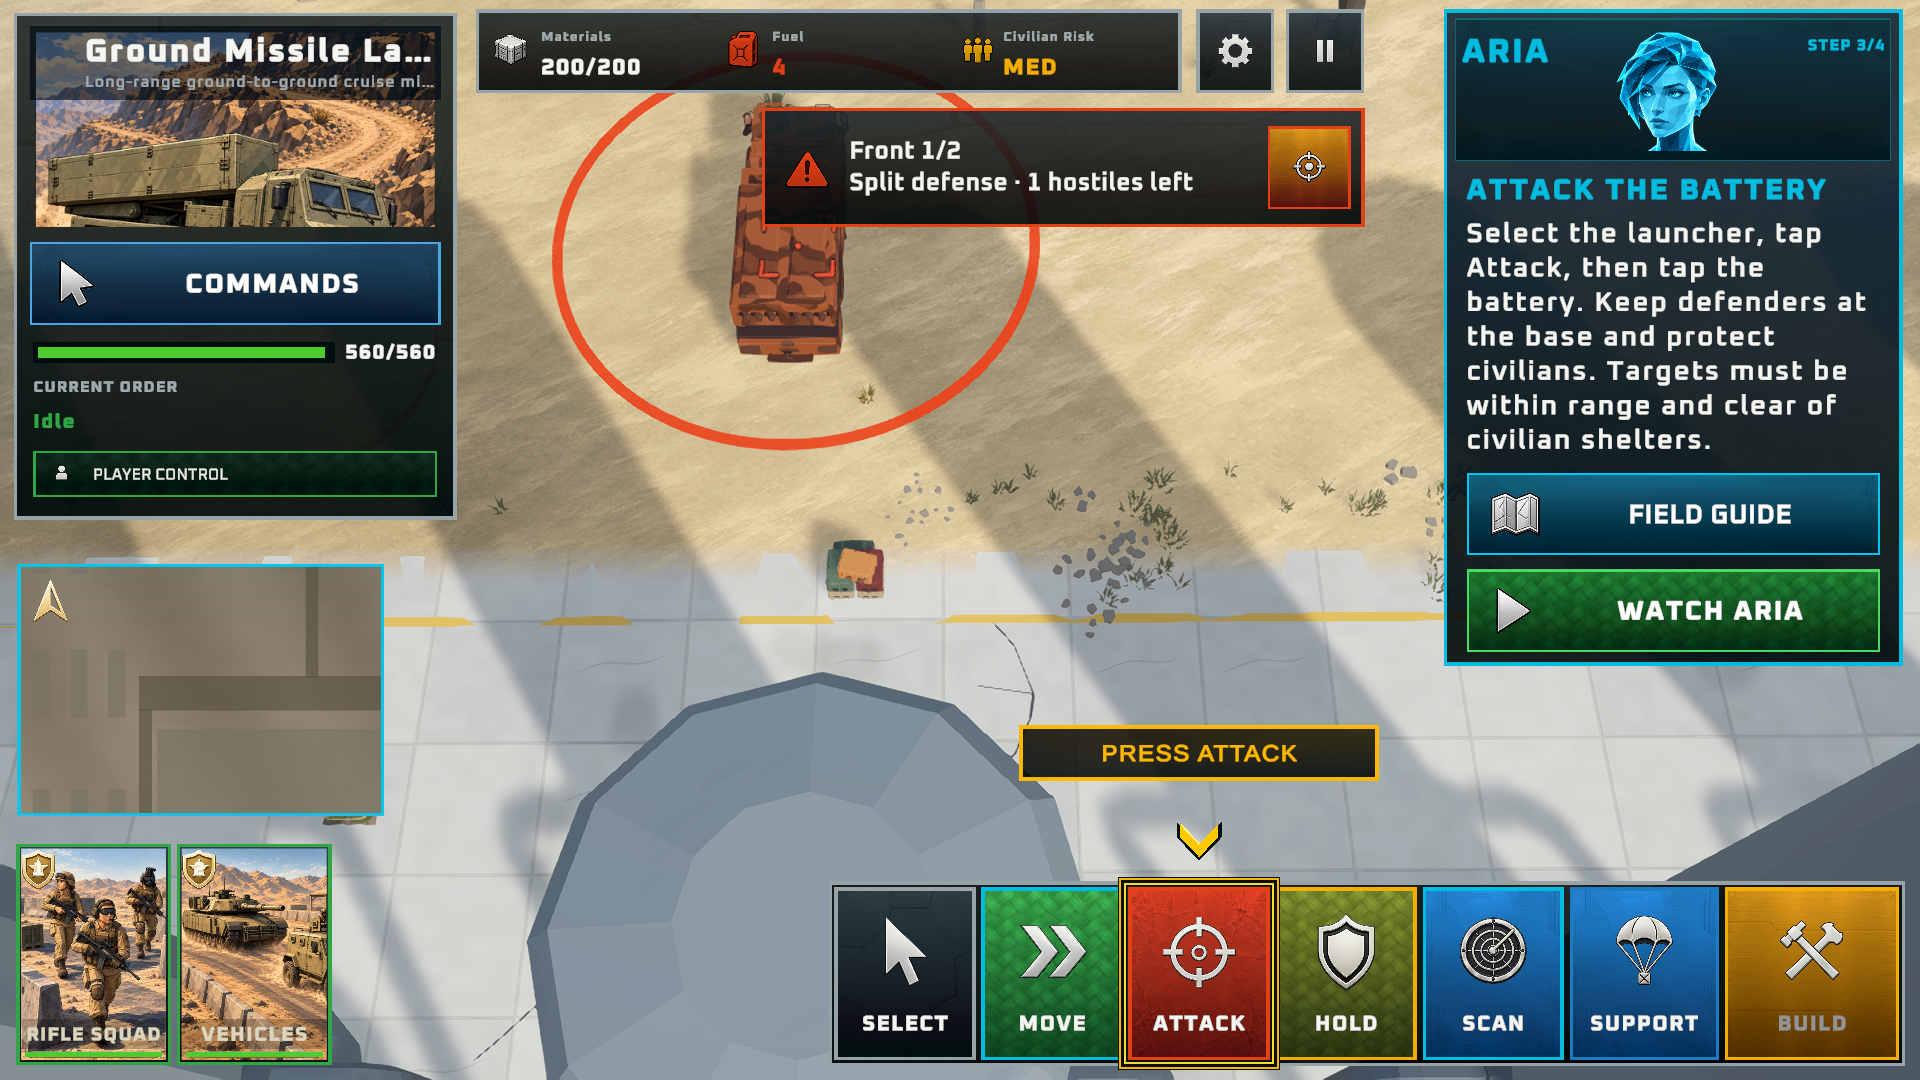 Ground Missile La...
Long-range ground-to-ground cruise mi...
COMMANDS
560/560
CURRENT ORDER
Idle
PLAYER CONTROL
Materials
200/200
Fuel
4
Civilian Risk
MED
Front 1/2
Split defense · 1 hostiles left
ARIA
STEP 3/4
ATTACK THE BATTERY
Select the launcher, tap
Attack, then tap the
battery. Keep defenders at
the base and protect
civilians. Targets must be
within range and clear of
civilian shelters.
FIELD GUIDE
WATCH ARIA
PRESS ATTACK
RIFLE SQUAD
VEHICLES
SELECT
MOVE
ATTACK
HOLD
SCAN
SUPPORT
BUILD